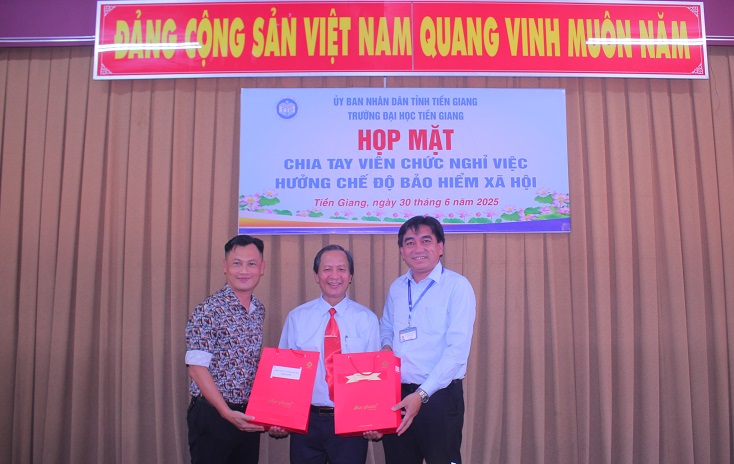 ĐẢNG CỘNG SẢN VIỆT NAM QUANG VINH MUÔN NĂM
ỦY BAN NHÂN DÂN TỈNH TIỀN GIANG
TRƯỜNG ĐẠI HỌC TIỀN GIANG
HỌP MẶT
CHIA TAY VIÊN CHỨC NGHỈ VIỆC
HƯỞNG CHẾ ĐỘ BẢO HIỂM XÃ HỘI
Tiền Giang, ngày 30 tháng 6 năm 2025